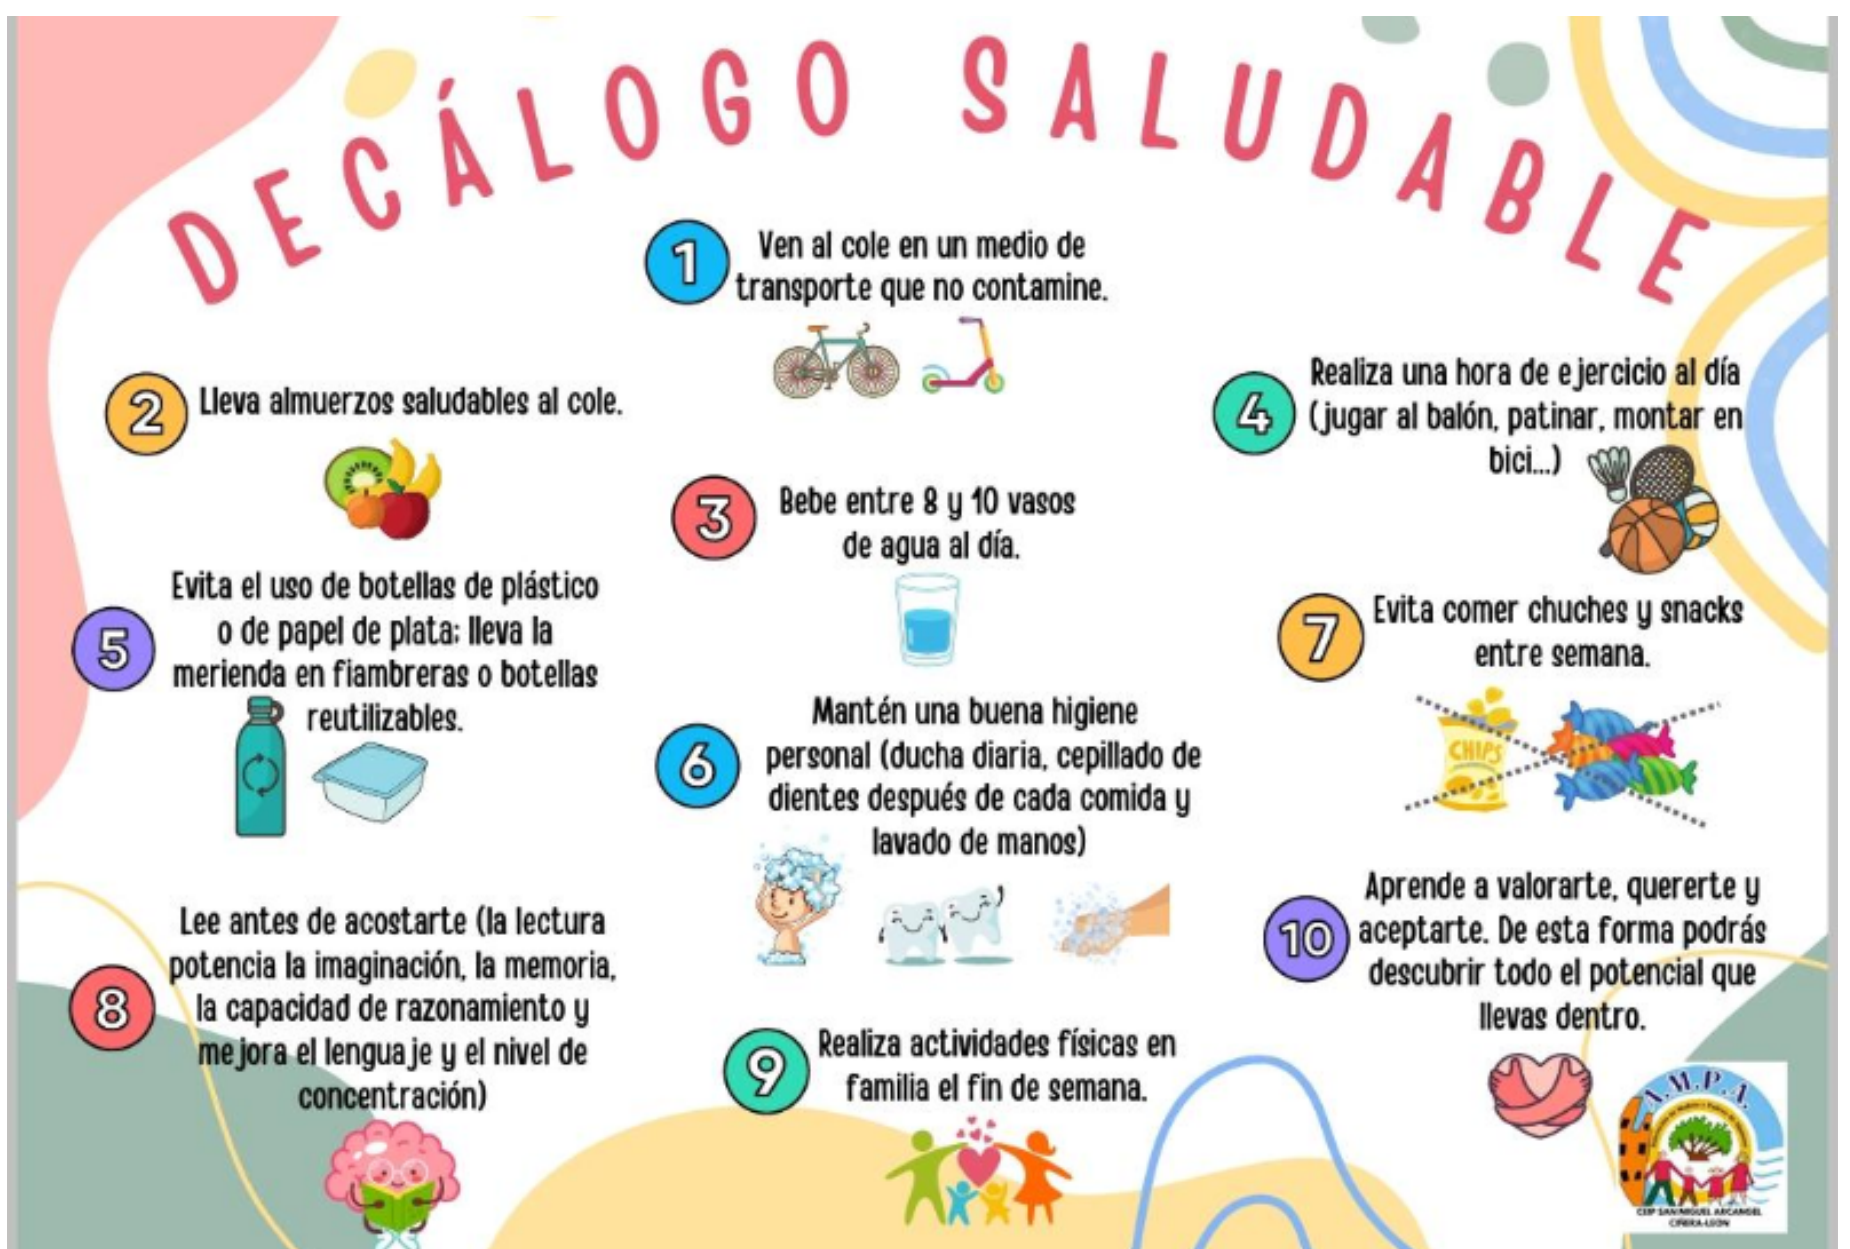 DECÁLOGO SALUDABLE
1
Ven al cole en un medio de
transporte que no contamine.
2
Lleva almuerzos saludables al cole.
3
Bebe entre 8 y 10 vasos
de agua al día.
4
Realiza una hora de ejercicio al día
(jugar al balón, patinar, montar en
bici...)
5
Evita el uso de botellas de plástico
o de papel de plata; lleva la
merienda en fiambreras o botellas
reutilizables.
6
Mantén una buena higiene
personal (ducha diaria, cepillado de
dientes después de cada comida y
lavado de manos)
7
Evita comer chuches y snacks
entre semana.
CHIPS
8
Lee antes de acostarte (la lectura
potencia la imaginación, la memoria,
la capacidad de razonamiento y
mejora el lenguaje y el nivel de
concentración)
9
Realiza actividades físicas en
familia el fin de semana.
10
Aprende a valorarte, quererte y
aceptarte. De esta forma podrás
descubrir todo el potencial que
llevas dentro.
A.M.P.A.
CEIP SAN MIGUEL ARCANGEL
CIÑERA-LEON